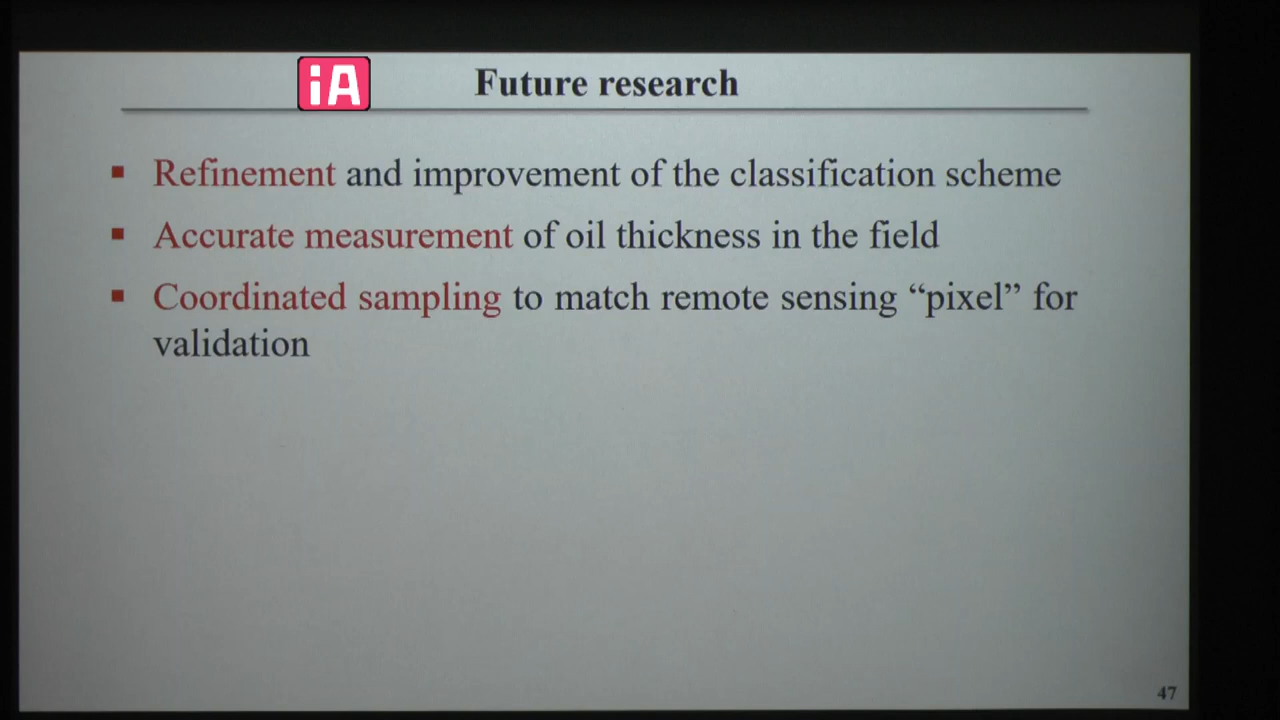 iA
Future research
▪ Refinement and improvement of the classification scheme
▪ Accurate measurement of oil thickness in the field
▪ Coordinated sampling to match remote sensing “pixel” for
validation
47